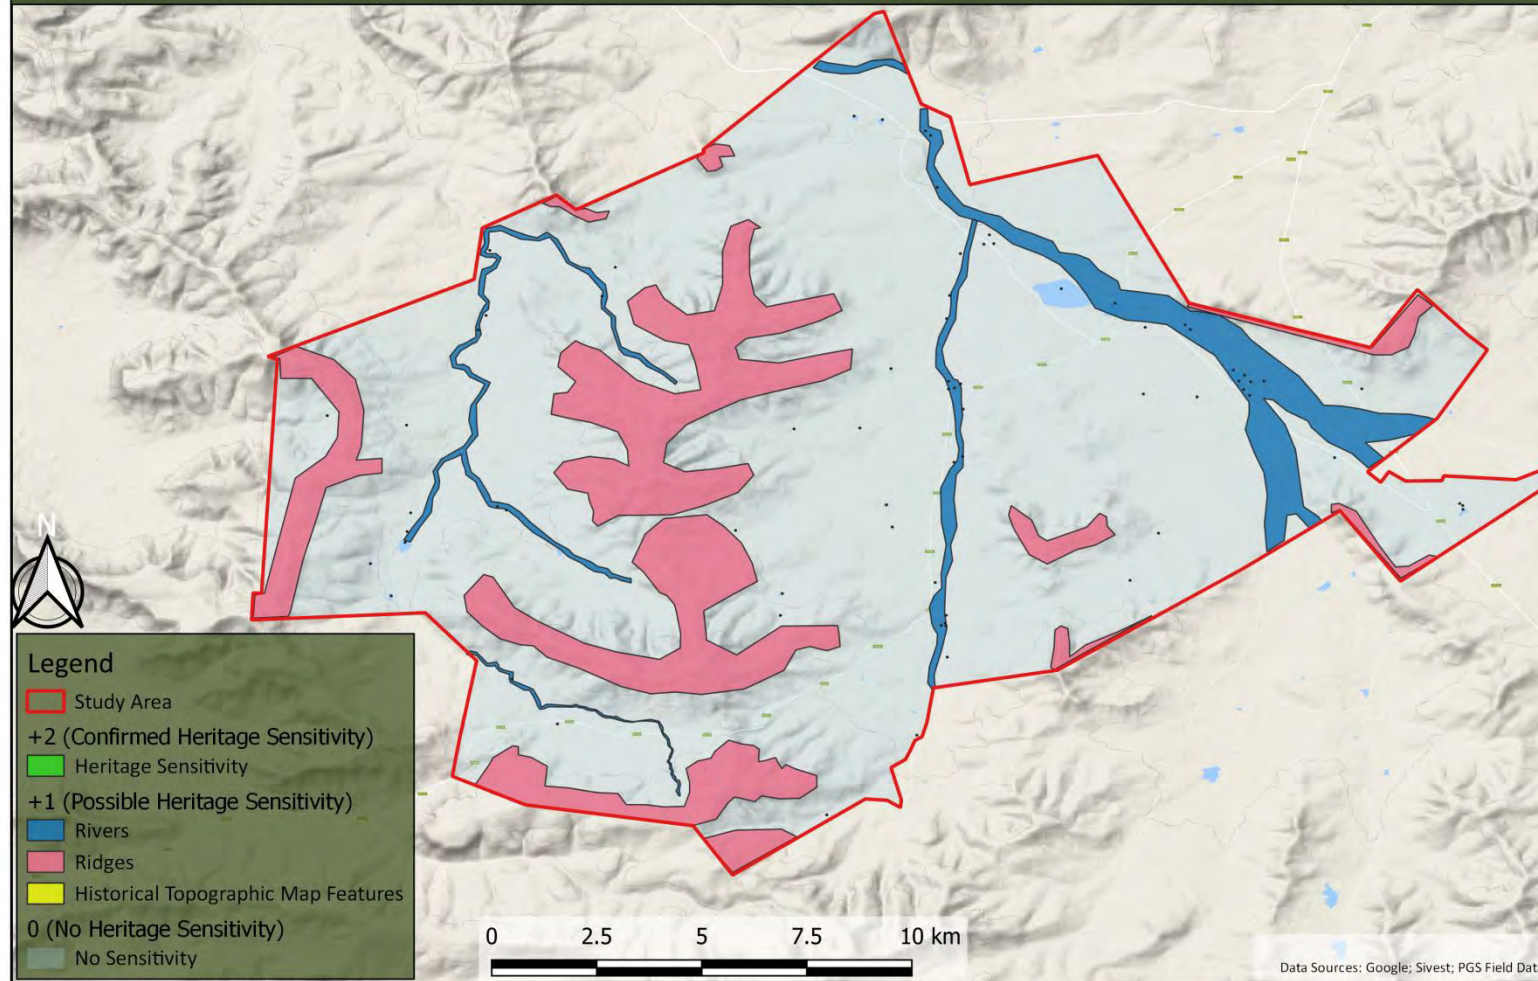 N
Legend
Study Area
+2 (Confirmed Heritage Sensitivity)
Heritage Sensitivity
+1 (Possible Heritage Sensitivity)
Rivers
Ridges
Historical Topographic Map Features
0 (No Heritage Sensitivity)
No Sensitivity
0 2.5 5 7.5 10 km
Data Sources: Google; Sivest; PGS Field Dat